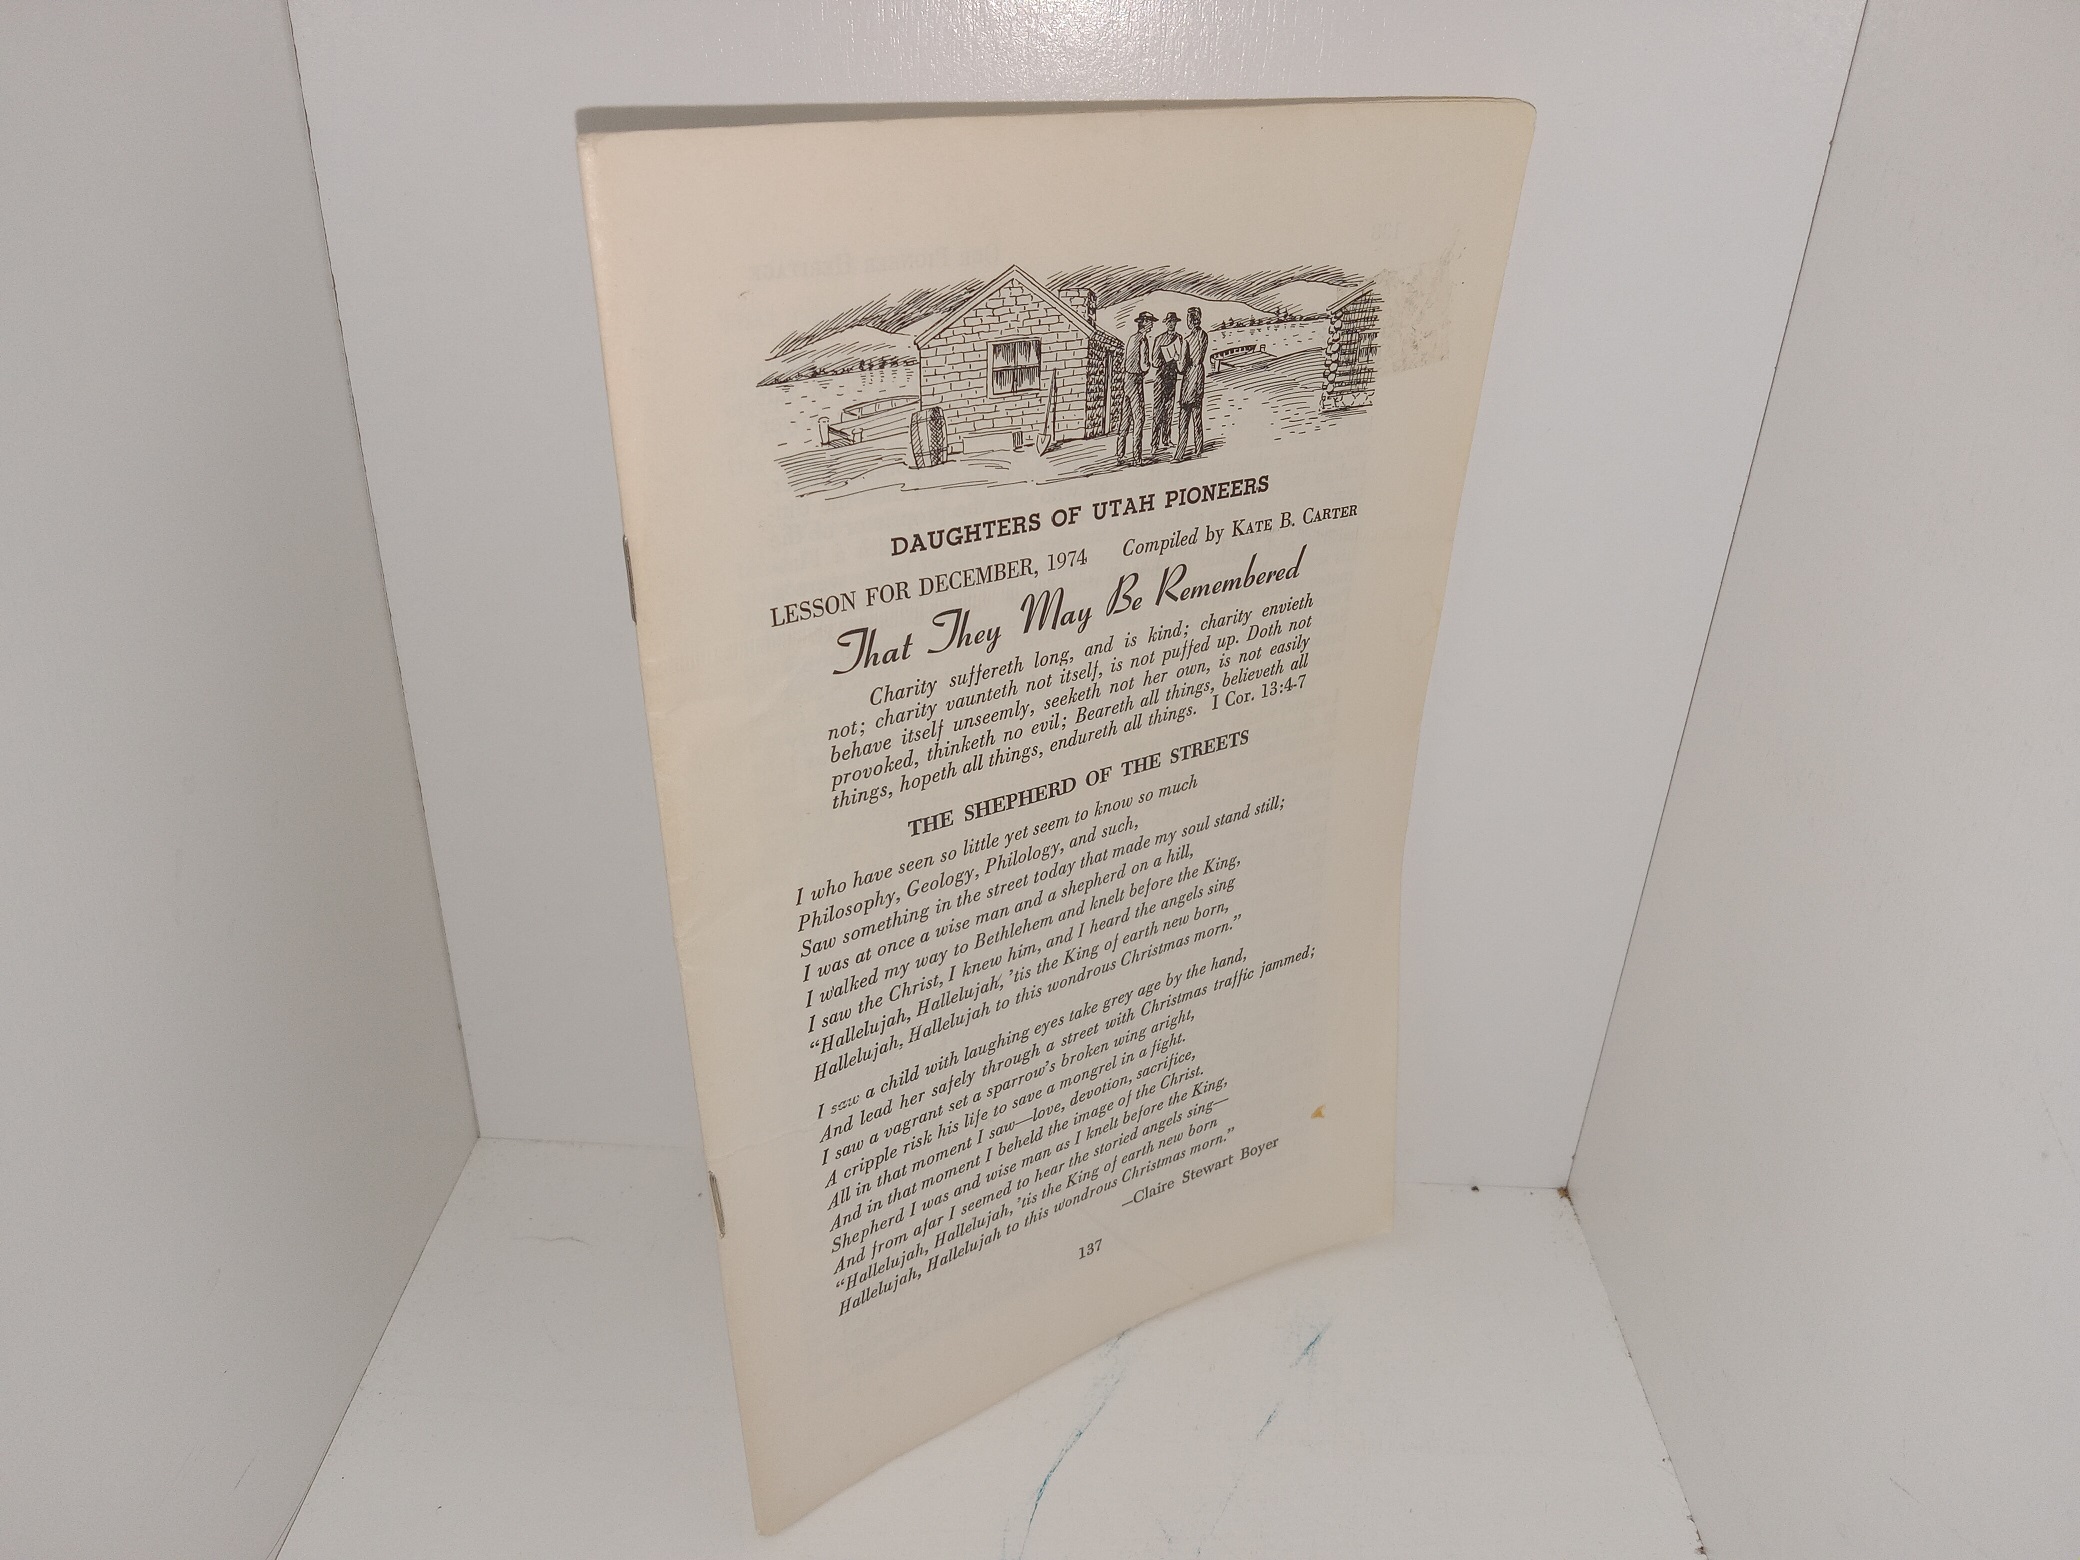 DAUGHTERS OF UTAH PIONEERS
LESSON FOR DECEMBER, 1974 Compiled by KATE B. CARTER
That They May Be Remembered
Charity suffereth long, and is kind; charity envieth
not; charity vaunteth not itself, is not puffed up. Doth not
behave itself unseemly, seeketh not her own, is not easily
provoked, thinketh no evil; Beareth all things, believeth all
things, hopeth all things, endureth all things. I Cor. 13:4-7
THE SHEPHERD OF THE STREETS
I who have seen so little yet seem to know so much
Philosophy, Geology, Philology, and such,
Saw something in the street today that made my soul stand still;
I was at once a wise man and a shepherd on a hill,
I walked my way to Bethlehem and knelt before the King,
I saw the Christ, I knew him, and I heard the angels sing
"Hallelujah, Hallelujah, 'tis the King of earth new born,
Hallelujah, Hallelujah to this wondrous Christmas morn."
I saw a child with laughing eyes take grey age by the hand,
And lead her safely through a street with Christmas traffic jammed;
I saw a vagrant set a sparrow's broken wing aright,
A cripple risk his life to save a mongrel in a fight.
All in that moment I saw—love, devotion, sacrifice,
And in that moment I beheld the image of the Christ.
Shepherd I was and wise man as I knelt before the King,
And from afar I seemed to hear the storied angels sing—
"Hallelujah, Hallelujah, 'tis the King of earth new born
Hallelujah, Hallelujah to this wondrous Christmas morn."
—Claire Stewart Boyer
137